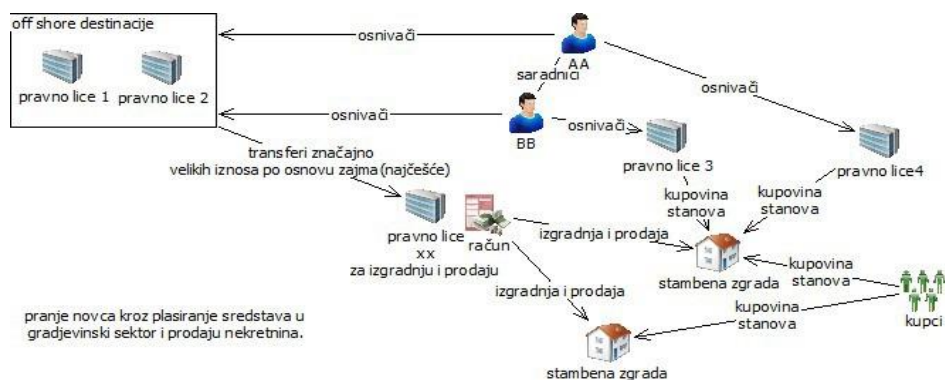 off shore destinacije
pravno lice 1
pravno lice 2
osnivači
AA
saradnici
osnivači
osnivači
BB
osnivači
transferi značajno
velikih iznosa po osnovu zajma (najčešće)
pravno lice 3
pravno lice4
kupovina
stanova
kupovina
stanova
pravno lice
xx
za izgradnju i prodaju
račun
izgradnja i prodaja
stambena zgrada
kupovina
stanova
izgradnja i prodaja
kupovina
stanova
kupci
pranje novca kroz plasiranje sredstava u
gradjevinski sektor i prodaju nekretnina.
stambena zgrada